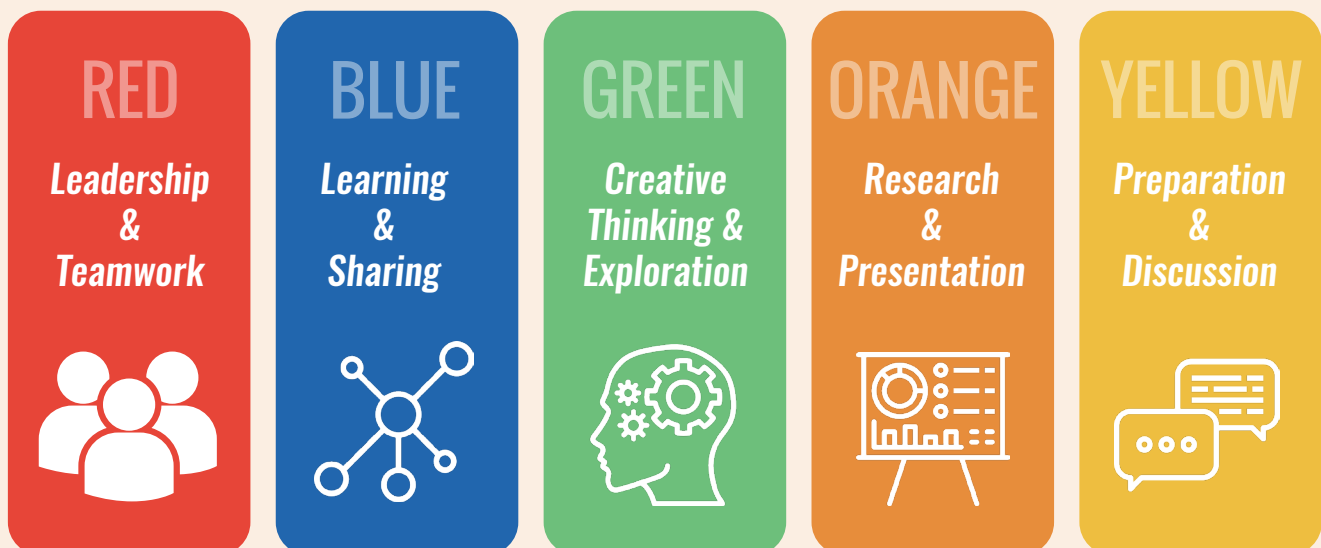 RED
Leadership
&
Teamwork
BLUE
Learning
&
Sharing
GREEN
Creative
Thinking &
Exploration
ORANGE
Research
&
Presentation
YELLOW
Preparation
&
Discussion